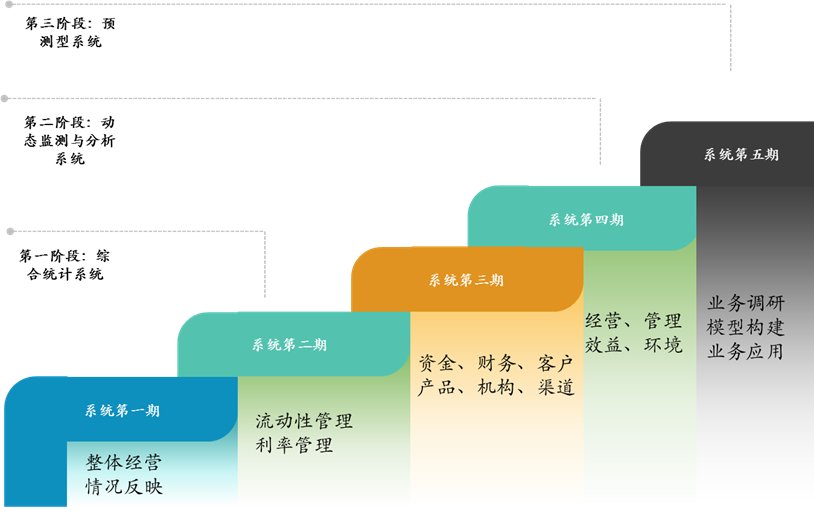 第三阶段：预
测型系统
第二阶段：动
态监测与分析
系统
第一阶段：综
合统计系统
系统第五期
业务调研
模型构建
业务应用
系统第四期
经营、管理
效益、环境
系统第三期
资金、财务、客户
产品、机构、渠道
系统第二期
流动性管理
利率管理
系统第一期
整体经营
情况反映